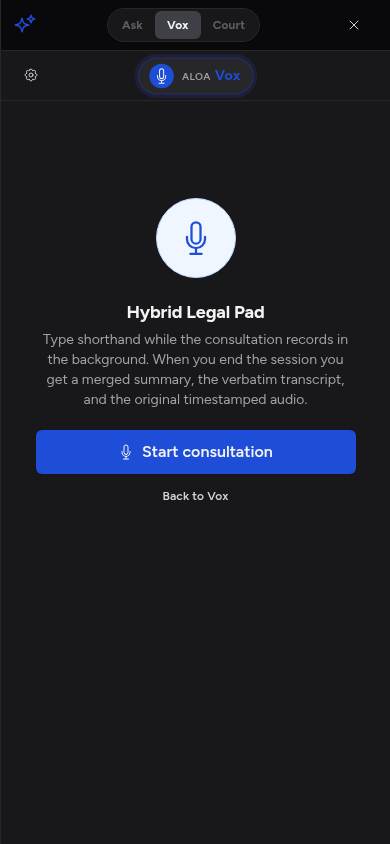 Ask Vox Court
ALOA Vox
Hybrid Legal Pad
Type shorthand while the consultation records in
the background. When you end the session you
get a merged summary, the verbatim transcript,
and the original timestamped audio.
Start consultation
Back to Vox